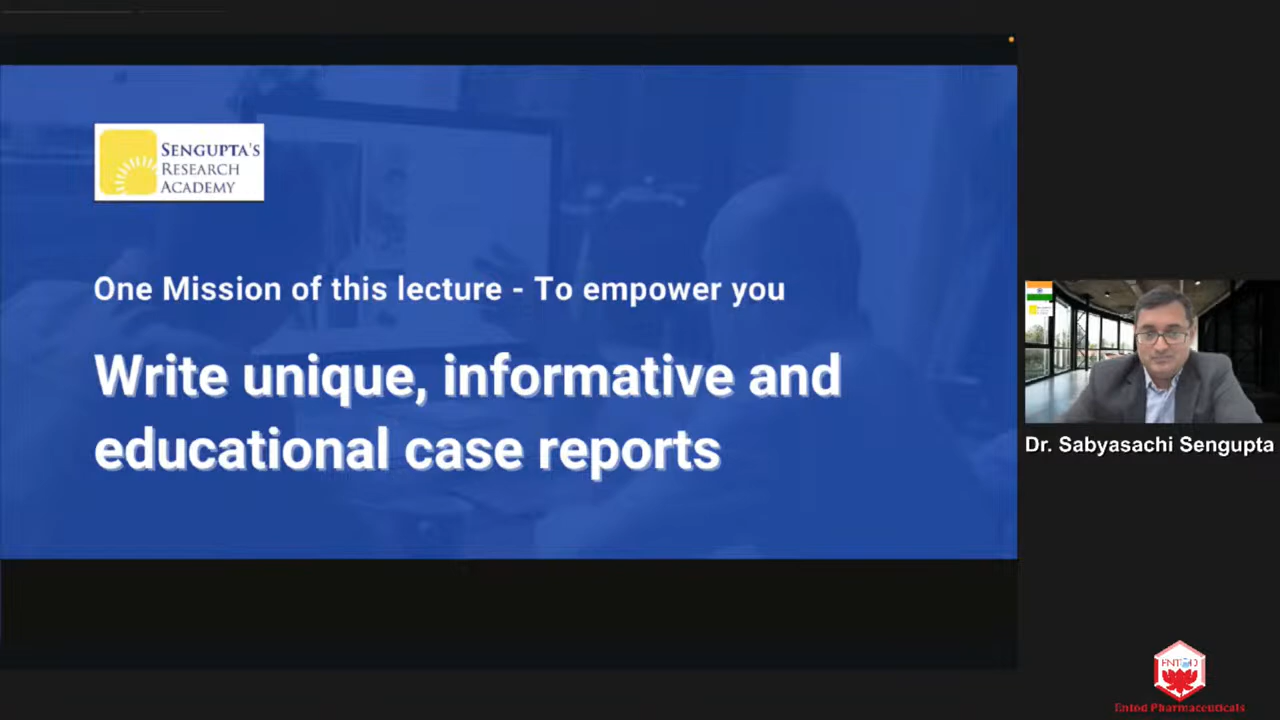 SENGUPTA'S
RESEARCH
ACADEMY
One Mission of this lecture - To empower you
Write unique, informative and
educational case reports
Dr. Sabyasachi Sengupta
ENTOD
Entod Pharmaceuticals